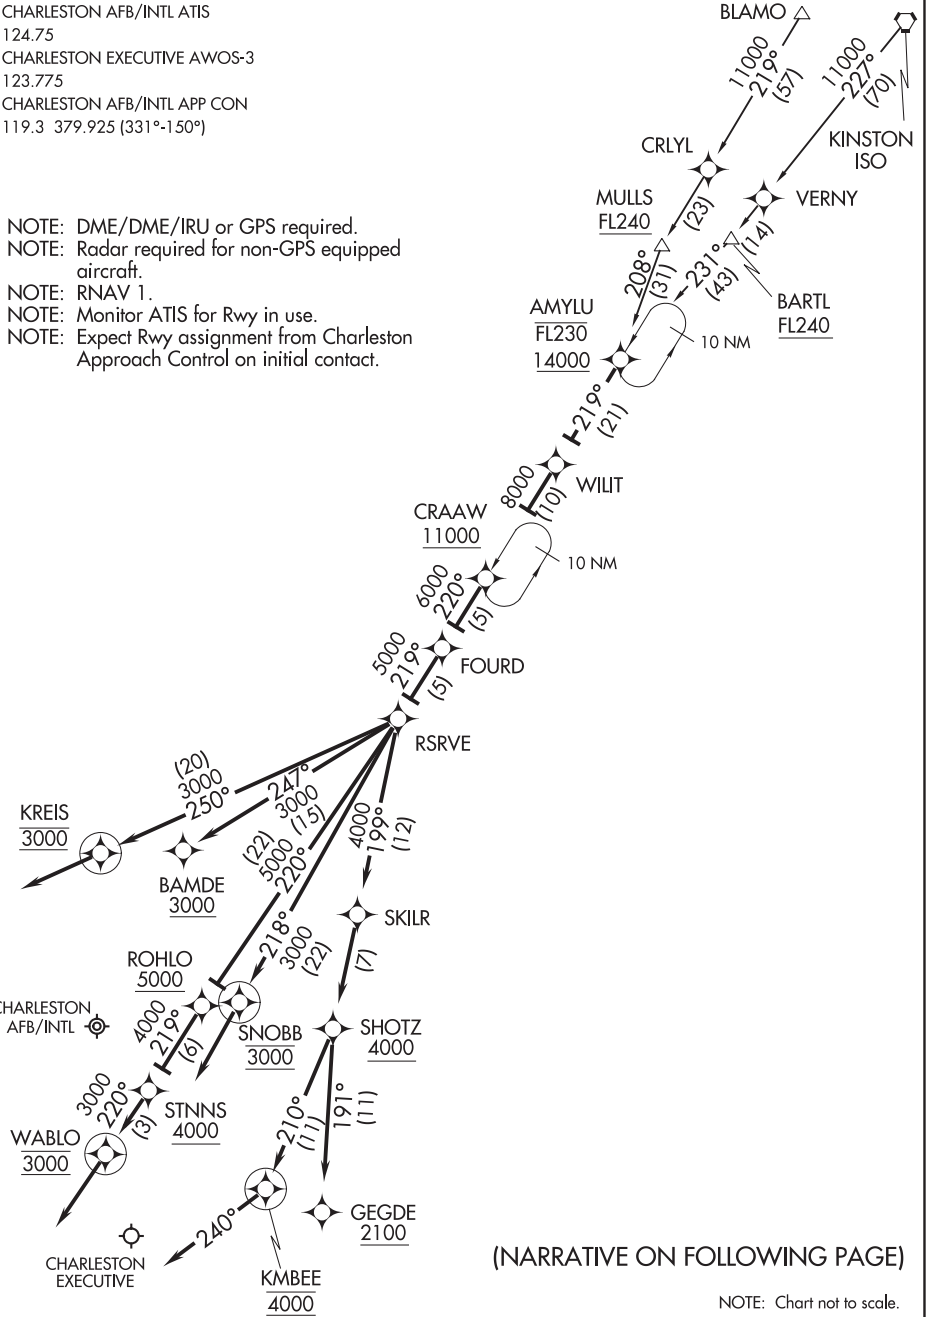 CHARLESTON AFB/INTL ATIS
124.75
CHARLESTON EXECUTIVE AWOS-3
123.775
CHARLESTON AFB/INTL APP CON
119.3 379.925 (331°-150°)
NOTE: DME/DME/IRU or GPS required.
NOTE: Radar required for non-GPS equipped
aircraft.
NOTE: RNAV 1.
NOTE: Monitor ATIS for Rwy in use.
NOTE: Expect Rwy assignment from Charleston
Approach Control on initial contact.
BLAMO
11000
219°
(57)
11000
227°
(70)
KINSTON
ISO
CRLYL
VERNY
MULLS
FL240
(23)
(14)
208°
(31)
231°
(43)
BARTL
FL240
AMYLU
FL230
14000
10 NM
219°
(21)
WILIT
8000
(10)
CRAAW
11000
10 NM
6000
220°
(5)
FOURD
5000
219°
(5)
RSRVE
(20)
3000
250°
247°
3000
(15)
KREIS
3000
BAMDE
3000
(22)
5000
220°
218°
3000
(22)
4000
199°
(12)
SKILR
(7)
ROHLO
5000
CHARLESTON
AFB/INTL
4000
219°
(6)
SNOBB
3000
SHOTZ
4000
STNNS
4000
3000
220°
(3)
WABLO
3000
210°
(11)
191°
(11)
240°
GEGDE
2100
CHARLESTON
EXECUTIVE
KMBEE
4000
(NARRATIVE ON FOLLOWING PAGE)
NOTE: Chart not to scale.